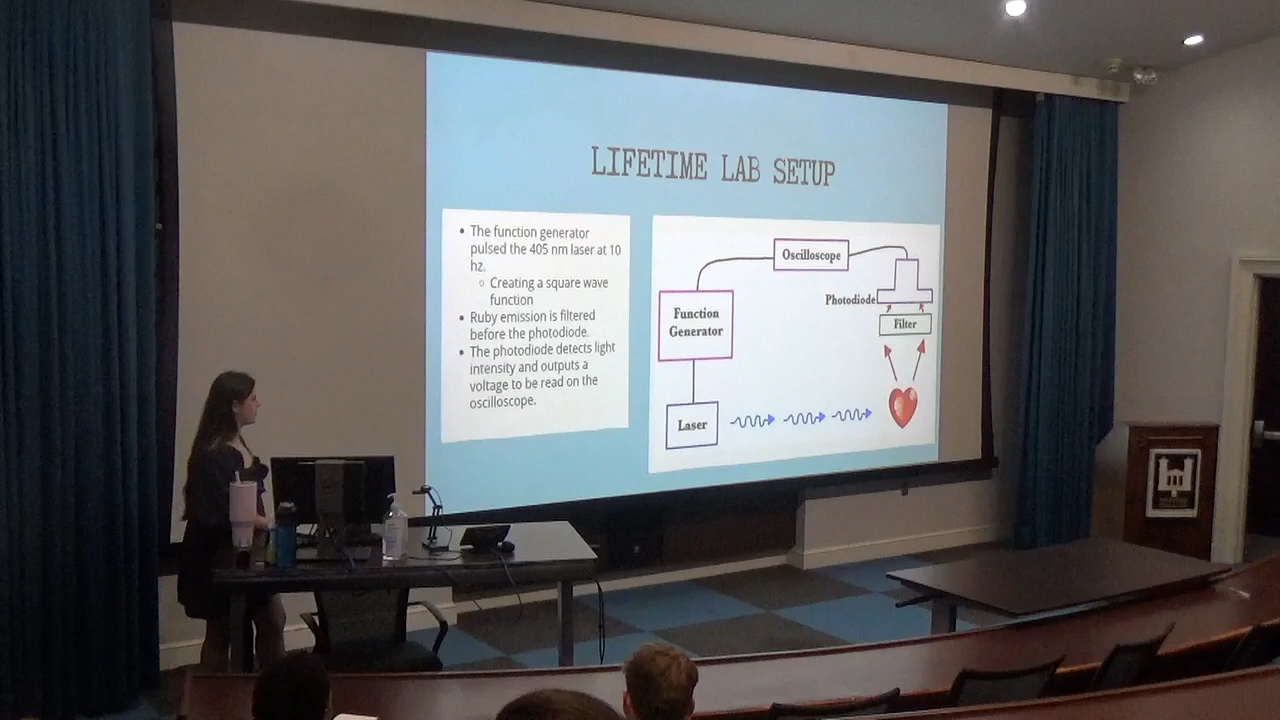 LIFETIME LAB SETUP
• The function generator
pulsed the 405 nm laser at 10
hz.
○ Creating a square wave
function
• Ruby emission is filtered
before the photodiode.
• The photodiode detects light
intensity and outputs a
voltage to be read on the
oscilloscope.
Oscilloscope
Photodiode
Function
Generator
Filter
Laser